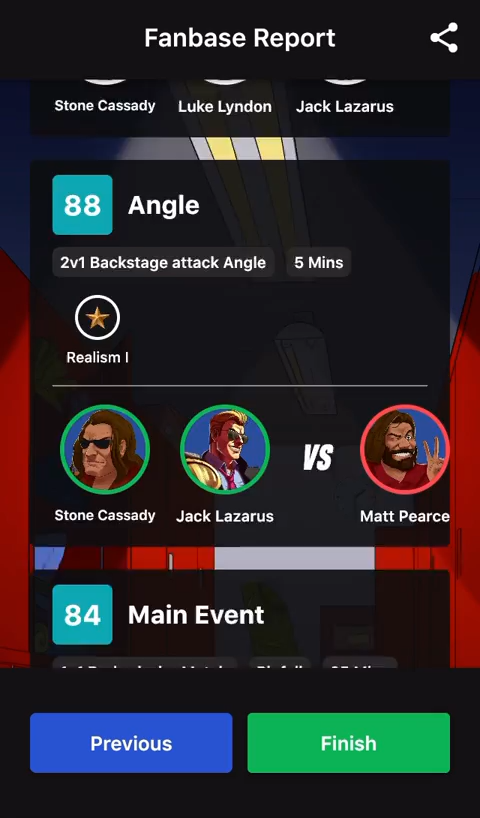 Fanbase Report
Stone Cassady Luke Lyndon Jack Lazarus
88 Angle
2v1 Backstage attack Angle 5 Mins
Realism I
VS
Stone Cassady Jack Lazarus Matt Pearce
84 Main Event
Previous Finish